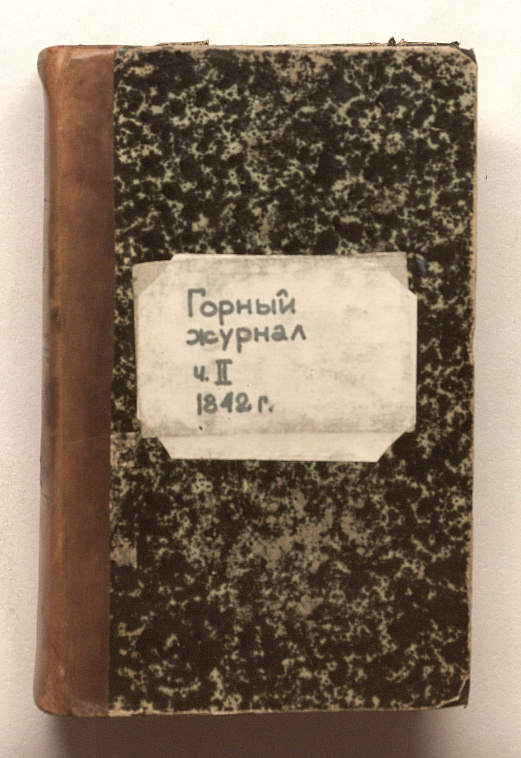 Горный
журнал
ч. II
1842 г.